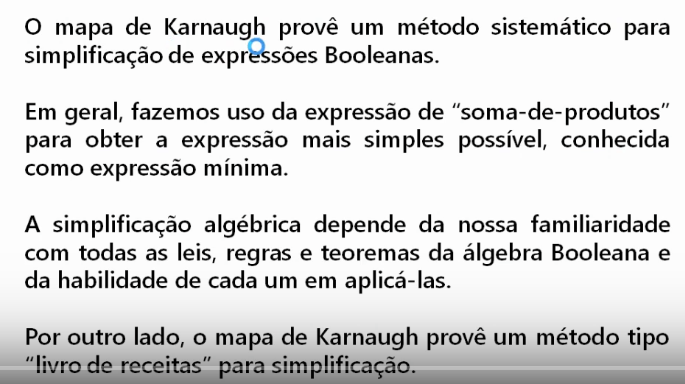 O mapa de Karnaugh provê um método sistemático para
simplificação de expressões Booleanas.
Em geral, fazemos uso da expressão de “soma-de-produtos”
para obter a expressão mais simples possível, conhecida
como expressão mínima.
A simplificação algébrica depende da nossa familiaridade
com todas as leis, regras e teoremas da álgebra Booleana e
da habilidade de cada um em aplicá-las.
Por outro lado, o mapa de Karnaugh provê um método tipo
“livro de receitas” para simplificação.